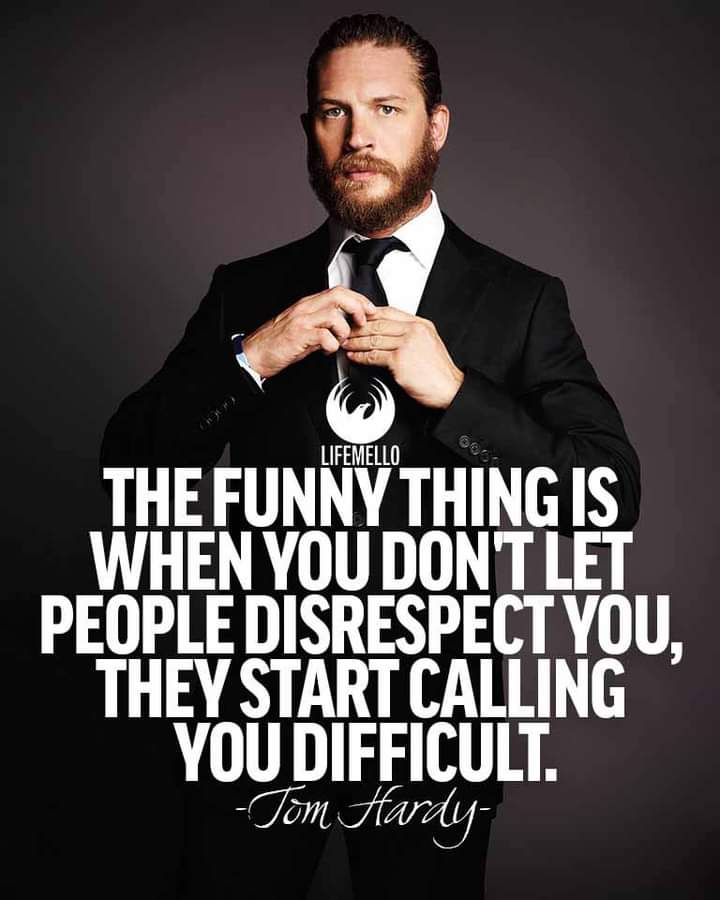 LIFEMELLO
THE FUNNY THING IS
WHEN YOU DON'T LET
PEOPLE DISRESPECT YOU,
THEY START CALLING
YOU DIFFICULT.
-Tom Hardy-